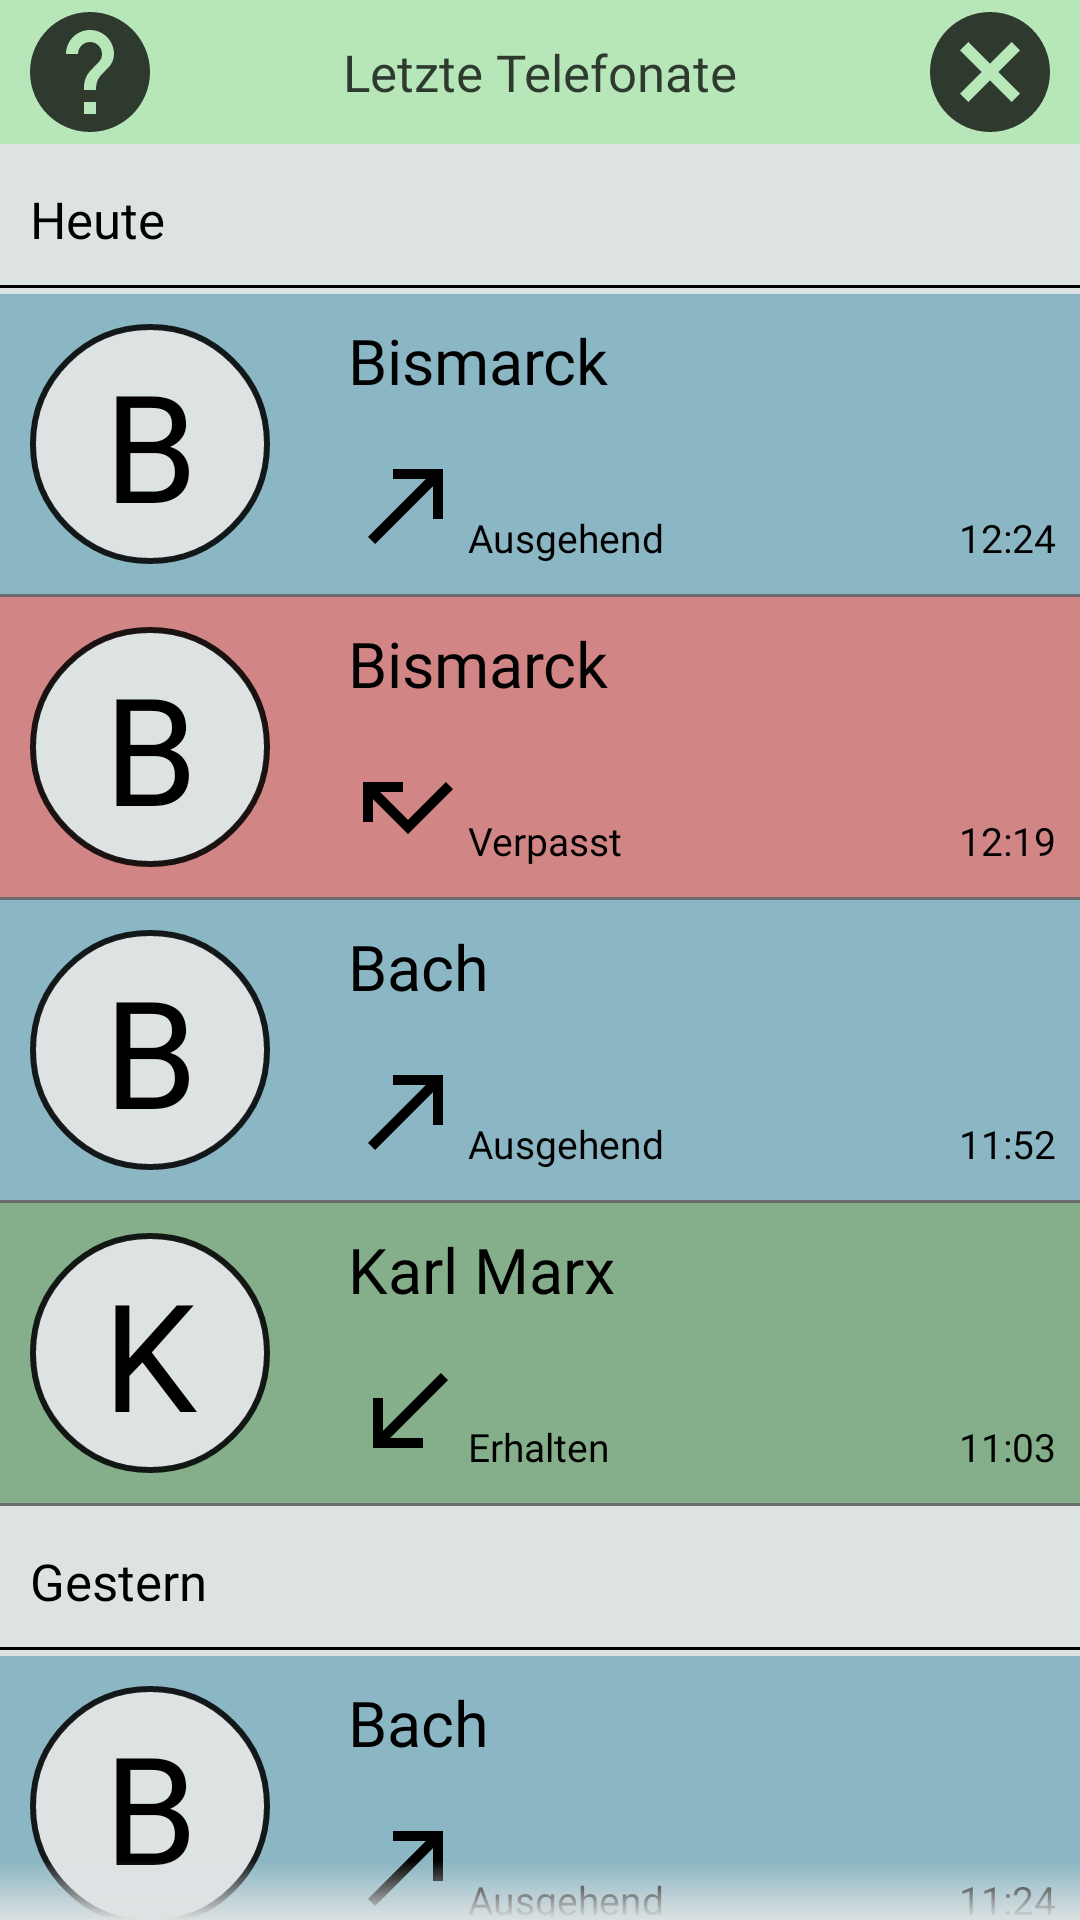 Letzte Telefonate
Heute
B
Bismarck
Ausgehend 12:24
B
Bismarck
Verpasst 12:19
B
Bach
Ausgehend 11:52
K
Karl Marx
Erhalten 11:03
Gestern
B
Bach
Ausgehend 11:24